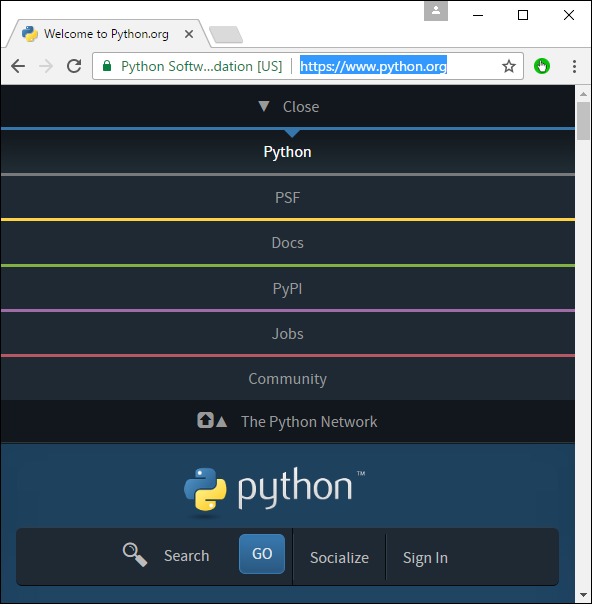 Welcome to Python.org
Python Softw...dation [US] https://www.python.org
▼ Close
Python
PSF
Docs
PyPI
Jobs
Community
▲ The Python Network
python™
Search GO Socialize Sign In